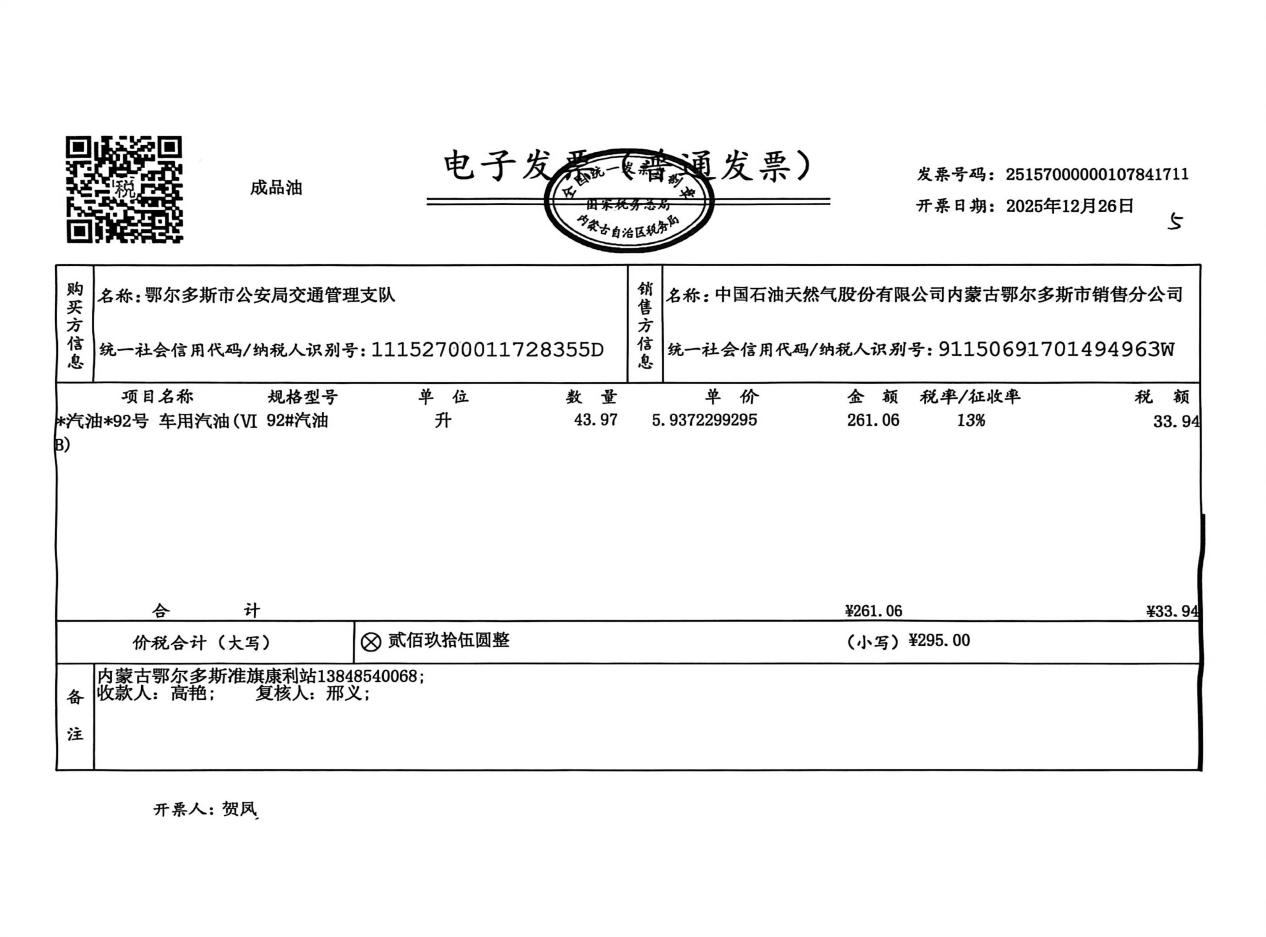 税
成品油
电子发票（普通发票）
全国统一发票监制章
国家税务总局
内蒙古自治区税务局
发票号码：25157000000107841711
开票日期：2025年12月26日
5
购买方信息
名称：鄂尔多斯市公安局交通管理支队
统一社会信用代码/纳税人识别号：11152700011728355D
销售方信息
名称：中国石油天然气股份有限公司内蒙古鄂尔多斯市销售分公司
统一社会信用代码/纳税人识别号：91150691701494963W
项目名称 规格型号 单位 数量 单价 金额 税率/征收率 税额
*汽油*92号 车用汽油(VI 92#汽油 升 43.97 5.9372299295 261.06 13% 33.94
B)
合计 ¥261.06 ¥33.94
价税合计（大写） ⊗ 贰佰玖拾伍圆整 （小写）¥295.00
备注
内蒙古鄂尔多斯准旗康利站13848540068;
收款人：高艳; 复核人：邢义;
开票人：贺凤